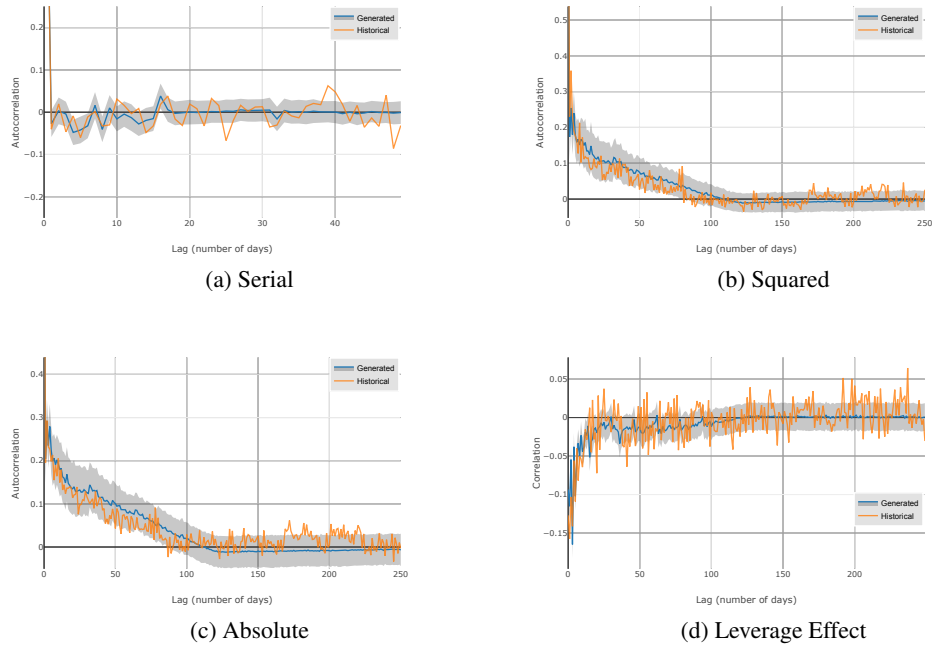 0.2
0.1
0
−0.1
−0.2
Autocorrelation
Generated
Historical
0 10 20 30 40
Lag (number of days)
(a) Serial
0.5
0.4
0.3
0.2
0.1
0
Autocorrelation
Generated
Historical
0 50 100 150 200 250
Lag (number of days)
(b) Squared
0.4
0.3
0.2
0.1
0
Autocorrelation
Generated
Historical
0 50 100 150 200 250
Lag (number of days)
(c) Absolute
0.05
0
−0.05
−0.1
−0.15
Correlation
Generated
Historical
0 50 100 150 200
Lag (number of days)
(d) Leverage Effect